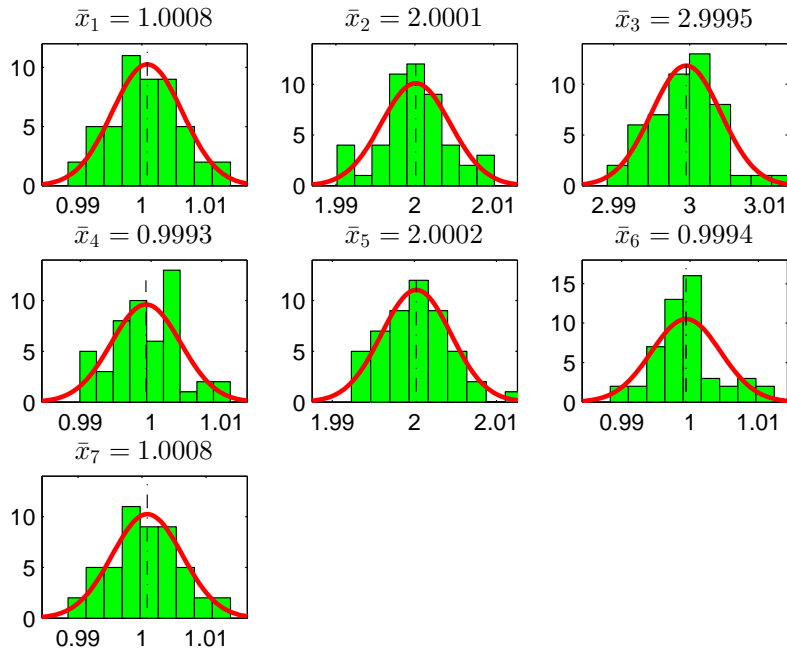 x̄₁ = 1.0008
x̄₂ = 2.0001
x̄₃ = 2.9995
10
5
0
0.99 1 1.01
10
5
0
1.99 2 2.01
10
5
0
2.99 3 3.01
x̄₄ = 0.9993
x̄₅ = 2.0002
x̄₆ = 0.9994
10
5
0
0.99 1 1.01
10
5
0
1.99 2 2.01
15
10
5
0
0.99 1 1.01
x̄₇ = 1.0008
10
5
0
0.99 1 1.01